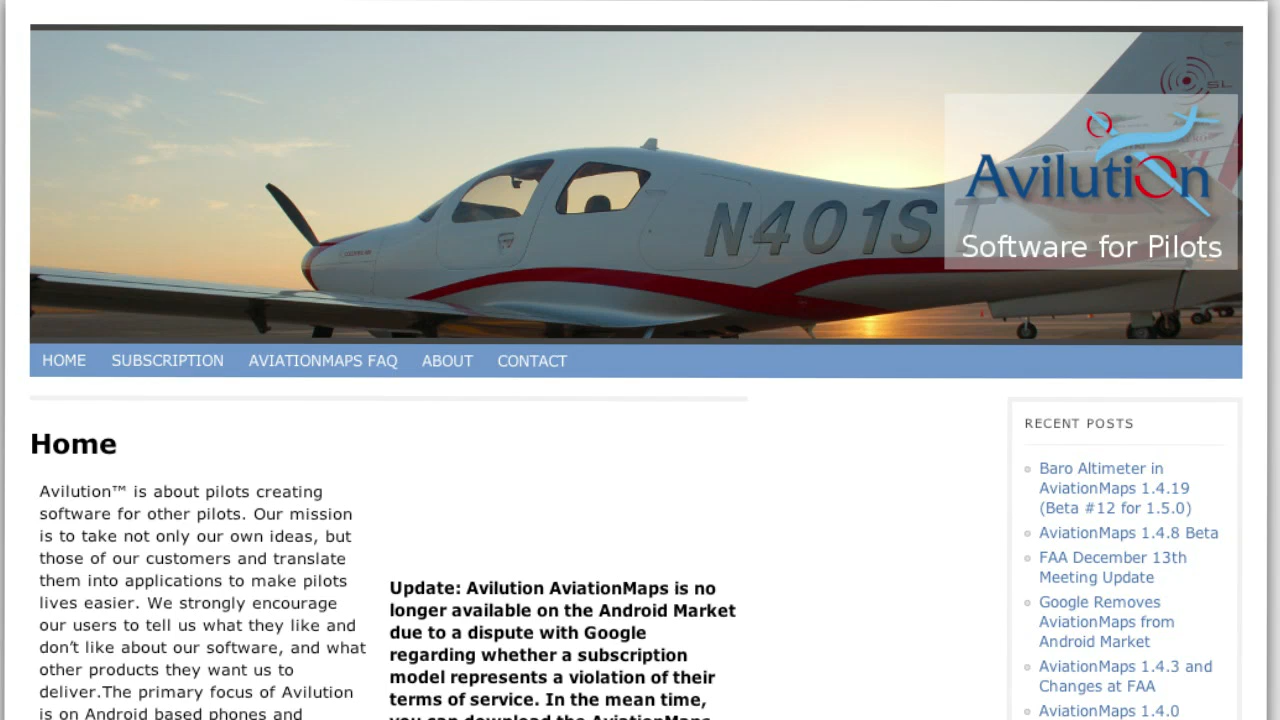 SL
N401ST
Avilution
Software for Pilots
HOME SUBSCRIPTION AVIATIONMAPS FAQ ABOUT CONTACT
Home
Avilution™ is about pilots creating
software for other pilots. Our mission
is to take not only our own ideas, but
those of our customers and translate
them into applications to make pilots
lives easier. We strongly encourage
our users to tell us what they like and
don’t like about our software, and what
other products they want us to
deliver.The primary focus of Avilution
is on Android based phones and
Update: Avilution AviationMaps is no
longer available on the Android Market
due to a dispute with Google
regarding whether a subscription
model represents a violation of their
terms of service. In the mean time,
you can download the AviationMaps
RECENT POSTS
Baro Altimeter in
AviationMaps 1.4.19
(Beta #12 for 1.5.0)
AviationMaps 1.4.8 Beta
FAA December 13th
Meeting Update
Google Removes
AviationMaps from
Android Market
AviationMaps 1.4.3 and
Changes at FAA
AviationMaps 1.4.0